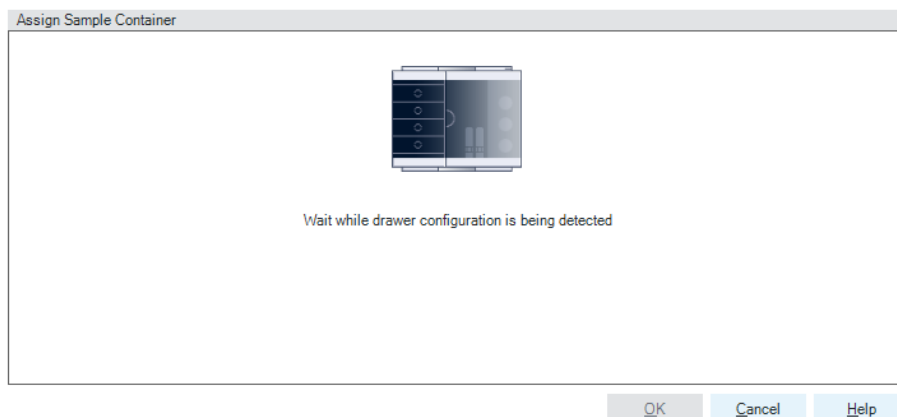 Assign Sample Container
Wait while drawer configuration is being detected
OK Cancel Help